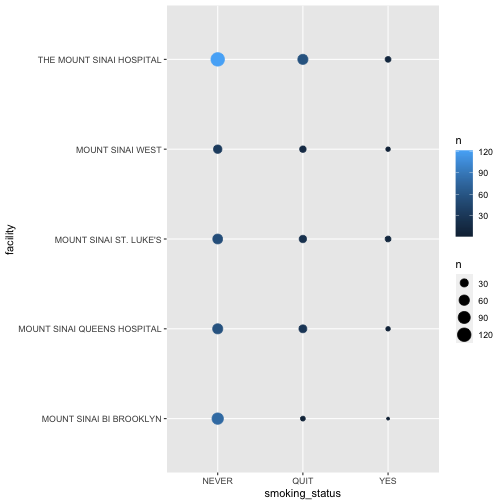 THE MOUNT SINAI HOSPITAL
MOUNT SINAI WEST
MOUNT SINAI ST. LUKE'S
MOUNT SINAI QUEENS HOSPITAL
MOUNT SINAI BI BROOKLYN
facility
NEVER QUIT YES
smoking_status
n
120
90
60
30
n
30
60
90
120